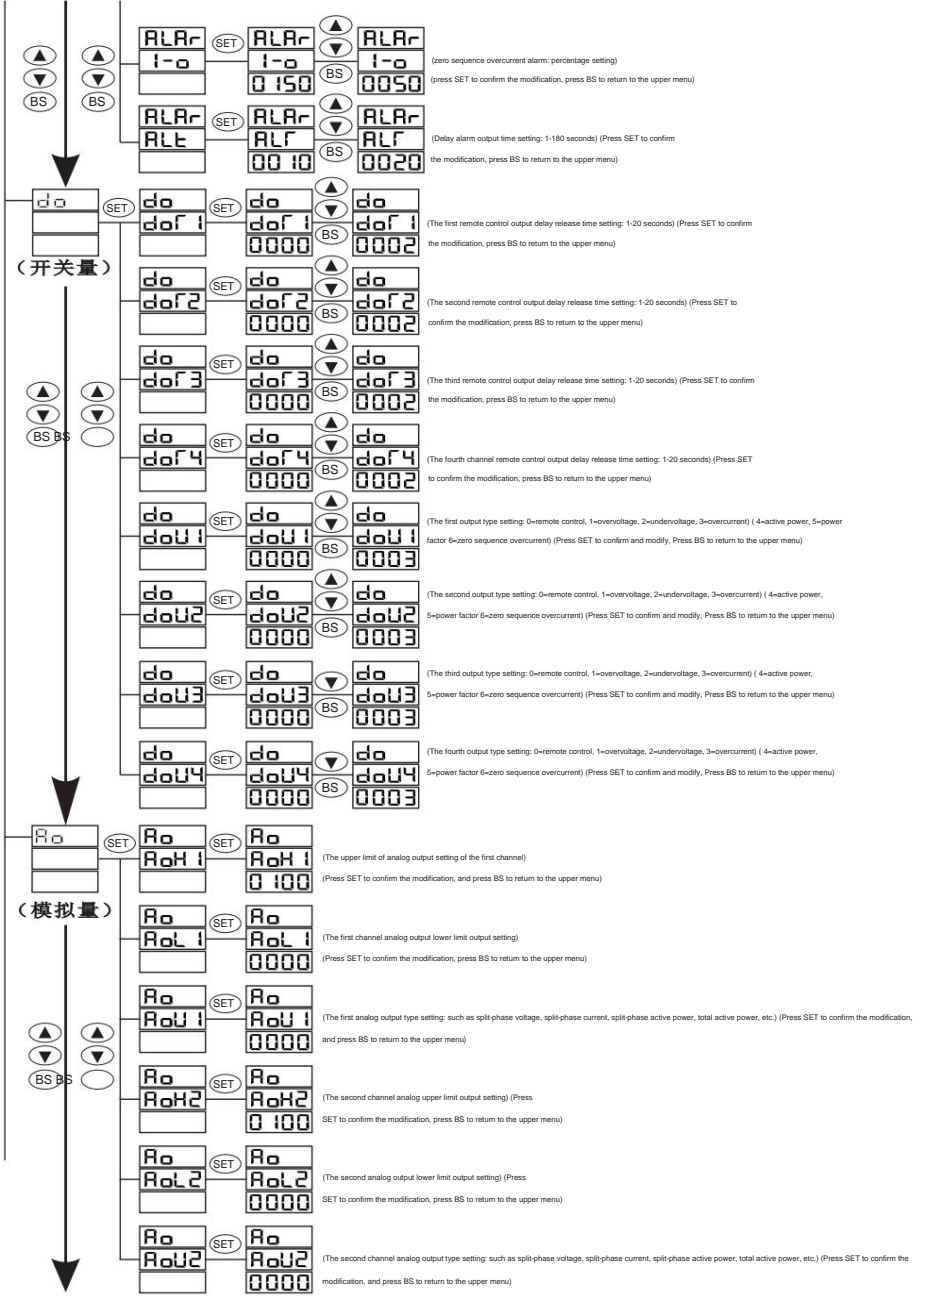 ALAr SET ALAr ALAr
1-o 1-o 1-o
BS BS BS
0150 0050
(zero sequence overcurrent alarm: percentage setting)
(press SET to confirm the modification, press BS to return to the upper menu)
ALAr SET ALAr ALAr
ALt ALT ALT
BS
0010 0020
(Delay alarm output time setting: 1-180 seconds) (Press SET to confirm
the modification, press BS to return to the upper menu)
do SET do SET do do
doT1 doT1 doT1
BS
0000 0002
(The first remote control output delay release time setting: 1-20 seconds) (Press SET to confirm
the modification, press BS to return to the upper menu)
(开关量)
do SET do do
doT2 doT2 doT2
BS
0000 0002
(The second remote control output delay release time setting: 1-20 seconds) (Press SET to
confirm the modification, press BS to return to the upper menu)
do SET do do
doT3 doT3 doT3
BS
0000 0002
(The third remote control output delay release time setting: 1-20 seconds) (Press SET to confirm
the modification, press BS to return to the upper menu)
BS BS
do SET do do
doT4 doT4 doT4
BS
0000 0002
(The fourth channel remote control output delay release time setting: 1-20 seconds) (Press SET
to confirm the modification, press BS to return to the upper menu)
do SET do do
doU1 doU1 doU1
BS
0000 0003
(The first output type setting: 0=remote control, 1=overvoltage, 2=undervoltage, 3=overcurrent) ( 4=active power, 5=power
factor 6=zero sequence overcurrent) (Press SET to confirm and modify, Press BS to return to the upper menu)
do SET do do
doU2 doU2 doU2
BS
0000 0003
(The second output type setting: 0=remote control, 1=overvoltage, 2=undervoltage, 3=overcurrent) ( 4=active power,
5=power factor 6=zero sequence overcurrent) (Press SET to confirm and modify, Press BS to return to the upper menu)
do SET do do
doU3 doU3 doU3
BS
0000 0003
(The third output type setting: 0=remote control, 1=overvoltage, 2=undervoltage, 3=overcurrent) ( 4=active power,
5=power factor 6=zero sequence overcurrent) (Press SET to confirm and modify, Press BS to return to the upper menu)
do SET do do
doU4 doU4 doU4
BS
0000 0003
(The fourth output type setting: 0=remote control, 1=overvoltage, 2=undervoltage, 3=overcurrent) ( 4=active power,
5=power factor 6=zero sequence overcurrent) (Press SET to confirm and modify, Press BS to return to the upper menu)
Ao SET Ao SET Ao
AoH1 AoH1
0100
(The upper limit of analog output setting of the first channel)
(Press SET to confirm the modification, and press BS to return to the upper menu)
(模拟量)
Ao SET Ao
AoL1 AoL1
0000
(The first channel analog output lower limit output setting)
(Press SET to confirm the modification, press BS to return to the upper menu)
Ao SET Ao
AoU1 AoU1
0000
(The first analog output type setting: such as split-phase voltage, split-phase current, split-phase active power, total active power, etc.) (Press SET to confirm the modification,
and press BS to return to the upper menu)
BS BS
Ao SET Ao
AoH2 AoH2
0100
(The second channel analog upper limit output setting) (Press
SET to confirm the modification, press BS to return to the upper menu)
Ao SET Ao
AoL2 AoL2
0000
(The second analog output lower limit output setting) (Press
SET to confirm the modification, press BS to return to the upper menu)
Ao SET Ao
AoU2 AoU2
0000
(The second channel analog output type setting: such as split-phase voltage, split-phase current, split-phase active power, total active power, etc.) (Press SET to confirm the
modification, and press BS to return to the upper menu)